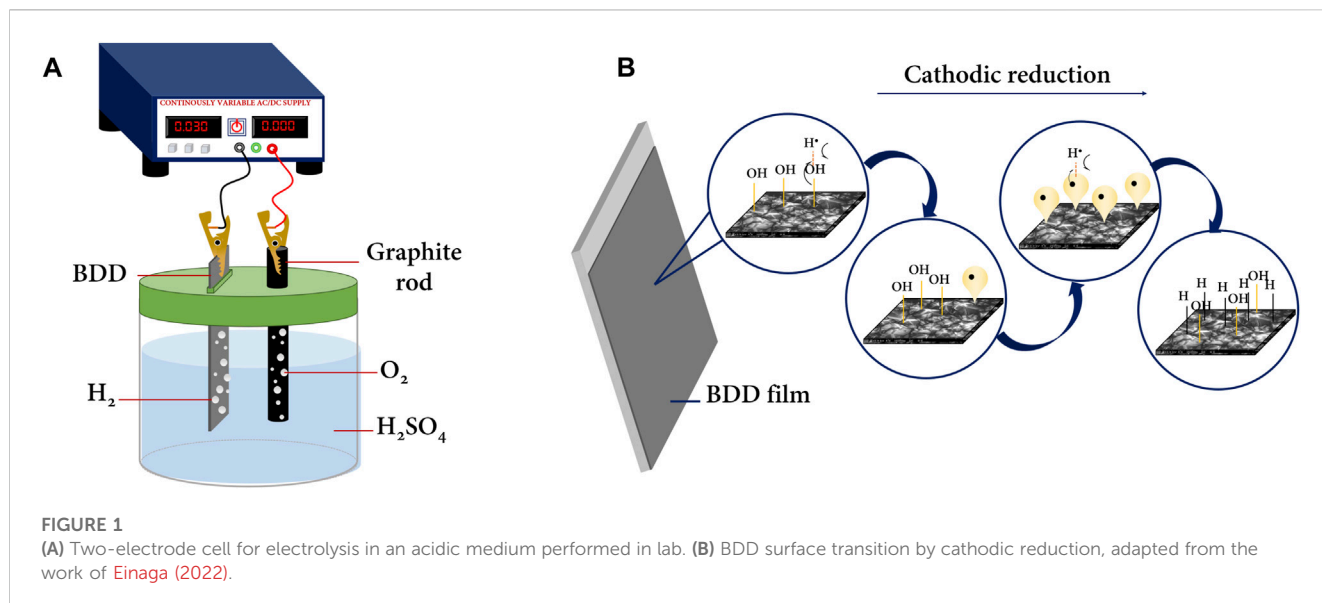 A
CONTINOUSLY VARIABLE AC/DC SUPPLY
0.030
0.000
BDD
Graphite
rod
H₂
O₂
H₂SO₄
B
Cathodic reduction
BDD film
OH
OH
OH
H•
OH
OH
OH
OH
H•
H
OH
H
H
OH
H
OH
H
FIGURE 1
(A) Two-electrode cell for electrolysis in an acidic medium performed in lab. (B) BDD surface transition by cathodic reduction, adapted from the
work of Einaga (2022).